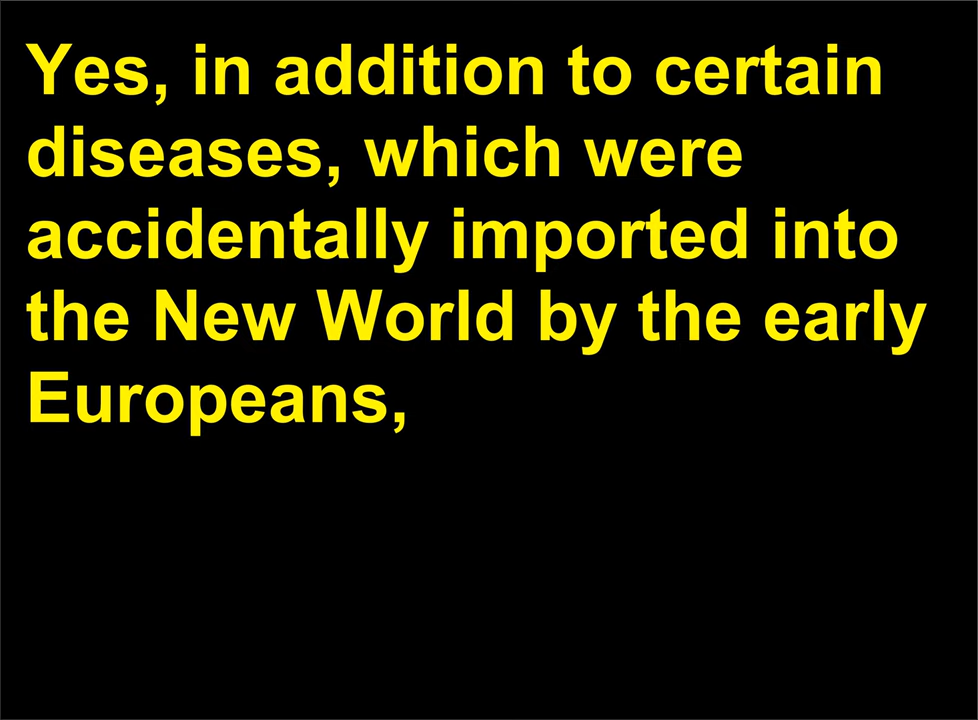 Yes, in addition to certain
diseases, which were
accidentally imported into
the New World by the early
Europeans,